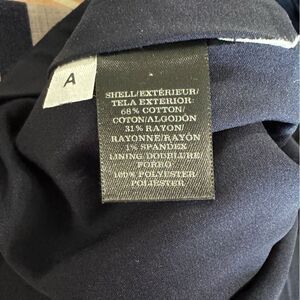 A
SHELL/EXTÉRIEUR/
TELA EXTERIOR:
68% COTTON/
COTON/ALGODÓN
31% RAYON/
RAYONNE/RAYÓN
1% SPANDEX
LINING/DOUBLURE/
FORRO
100% POLYESTER
POLIÉSTER